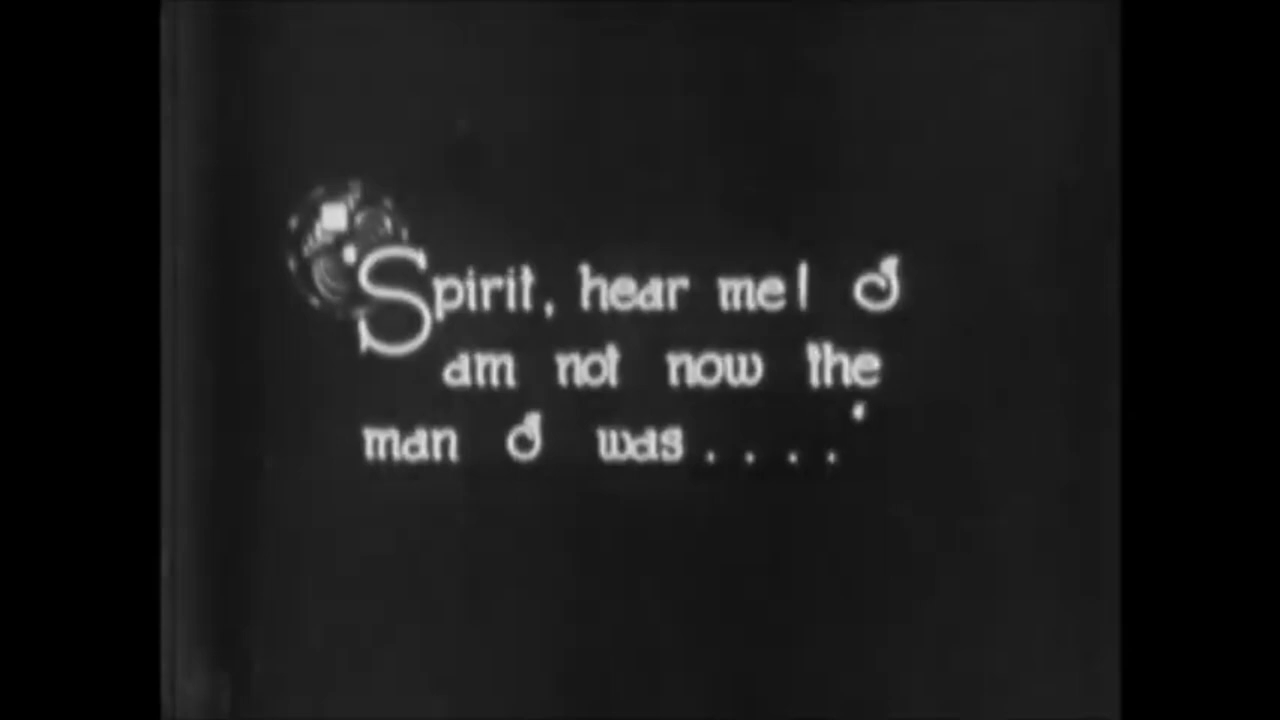 Spirit, hear me! I
am not now the
man I was....'